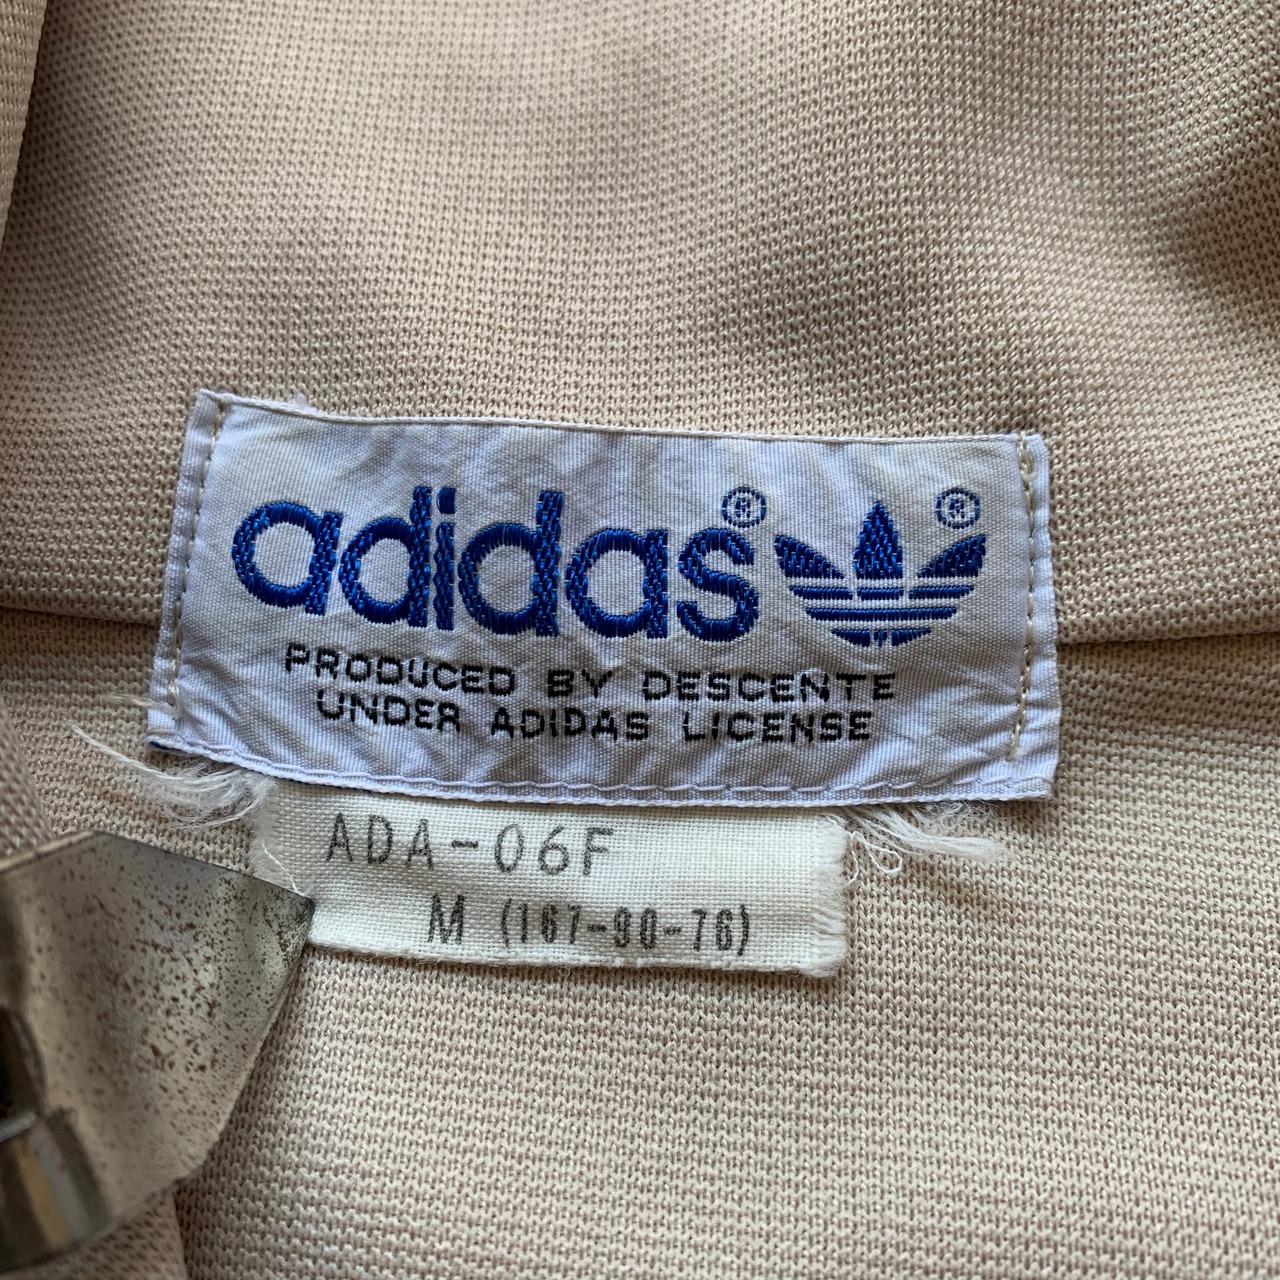 adidas® ®
PRODUCED BY DESCENTE
UNDER ADIDAS LICENSE
ADA-06F
M (167-90-76)